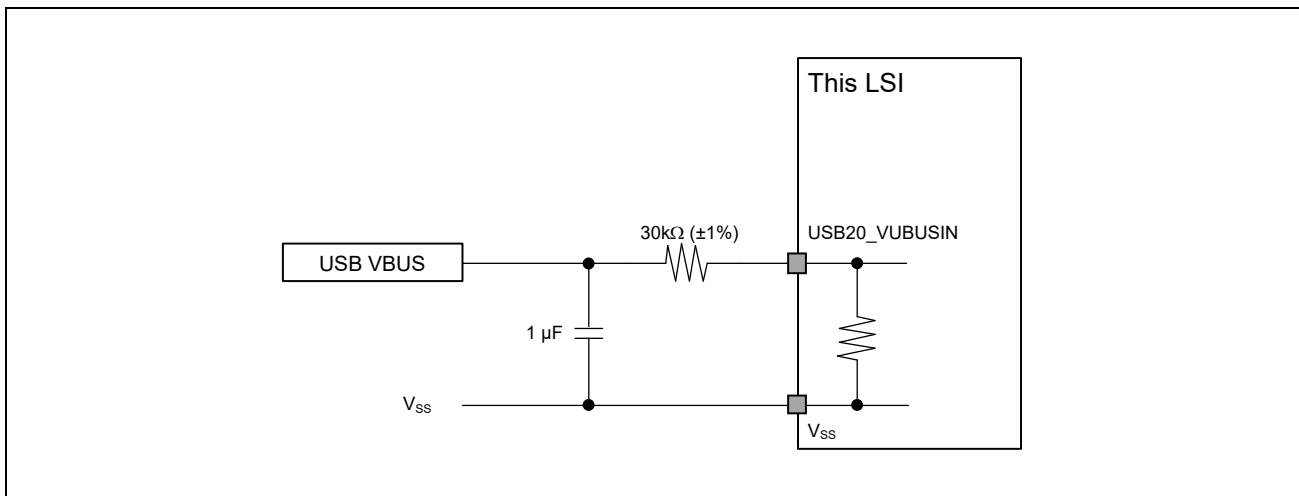 This LSI
30kΩ (±1%)
USB20_VUBUSIN
USB VBUS
1 µF
VSS
VSS